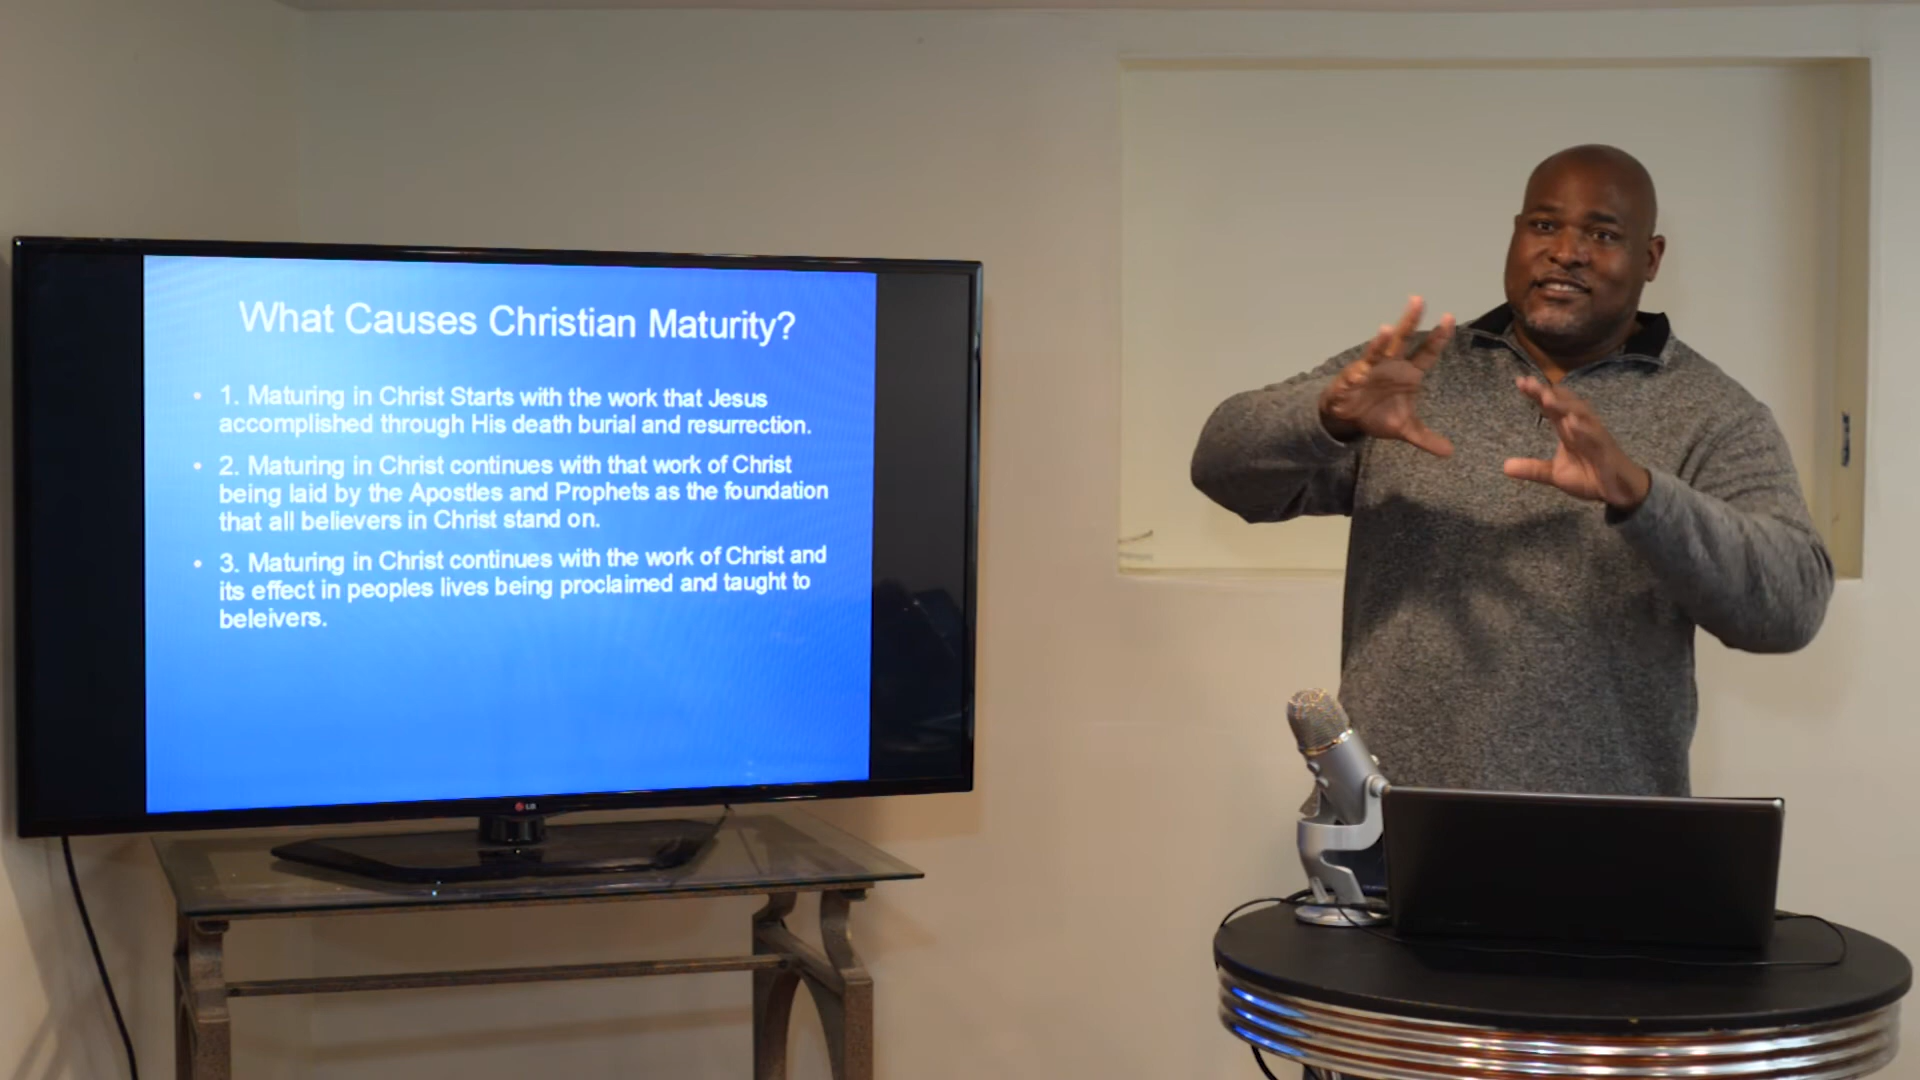 What Causes Christian Maturity?
• 1. Maturing in Christ Starts with the work that Jesus
accomplished through His death burial and resurrection.
• 2. Maturing in Christ continues with that work of Christ
being laid by the Apostles and Prophets as the foundation
that all believers in Christ stand on.
• 3. Maturing in Christ continues with the work of Christ and
its effect in peoples lives being proclaimed and taught to
beleivers.
LG